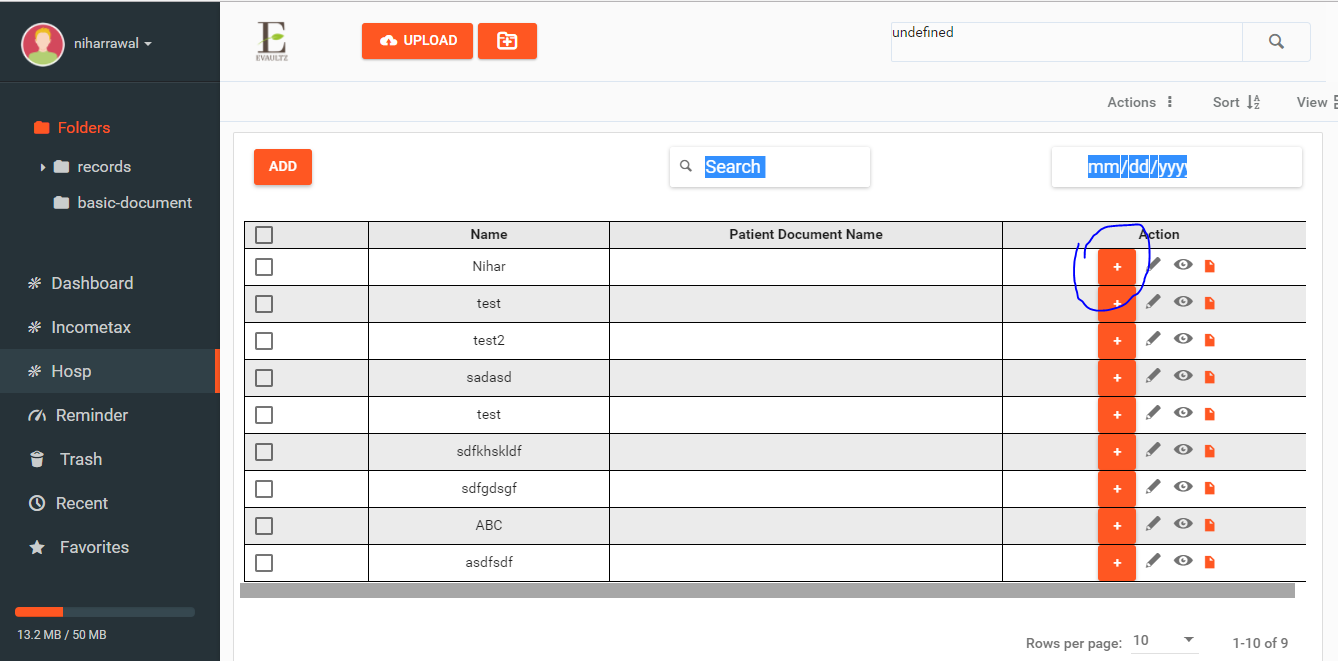 niharrawal
Folders
records
basic-document
Dashboard
Incometax
Hosp
Reminder
Trash
Recent
Favorites
13.2 MB / 50 MB
EVAULTZ
UPLOAD
undefined
Actions Sort View
ADD Search mm/dd/yyyy
Name Patient Document Name Action
Nihar +
test +
test2 +
sadasd +
test +
sdfkhskldf +
sdfgdsgf +
ABC +
asdfsdf +
Rows per page: 10 1-10 of 9